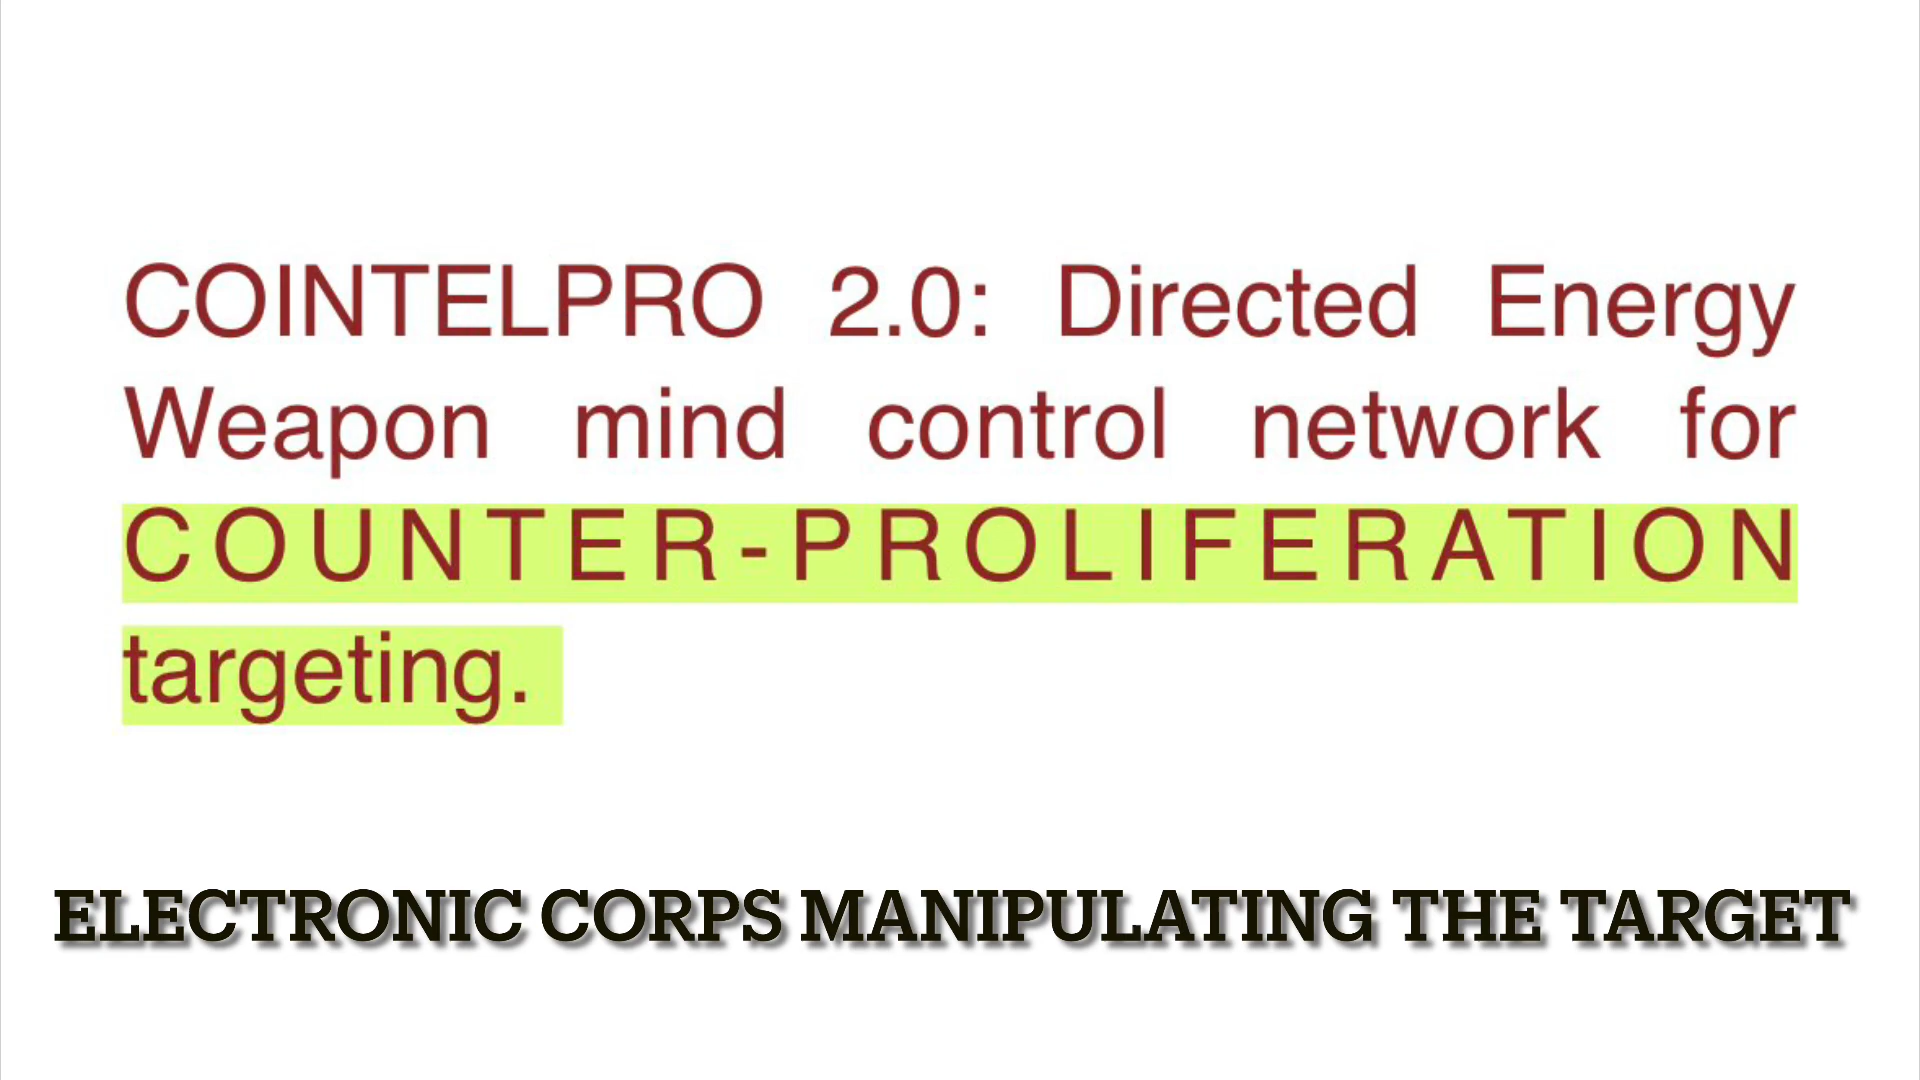 COINTELPRO 2.0: Directed Energy
Weapon mind control network for
COUNTER-PROLIFERATION
targeting.
ELECTRONIC CORPS MANIPULATING THE TARGET